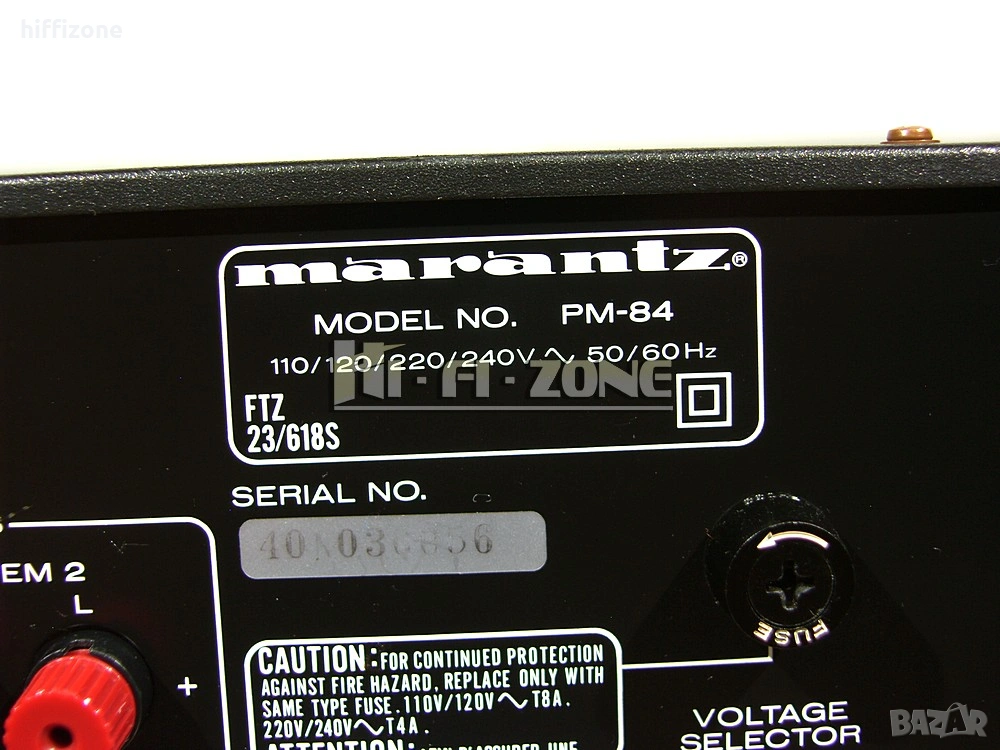 hiffizone
marantz®
MODEL NO. PM-84
110/120/220/240V ~ 50/60Hz
HI-FI-ZONE
FTZ
23/618S
SERIAL NO.
EM 2
L
+
FUSE
CAUTION: FOR CONTINUED PROTECTION
AGAINST FIRE HAZARD, REPLACE ONLY WITH
SAME TYPE FUSE. 110V/120V ~ T8A.
220V/240V ~ T4A.
ATTENTION:
VOLTAGE
SELECTOR
BAZAR